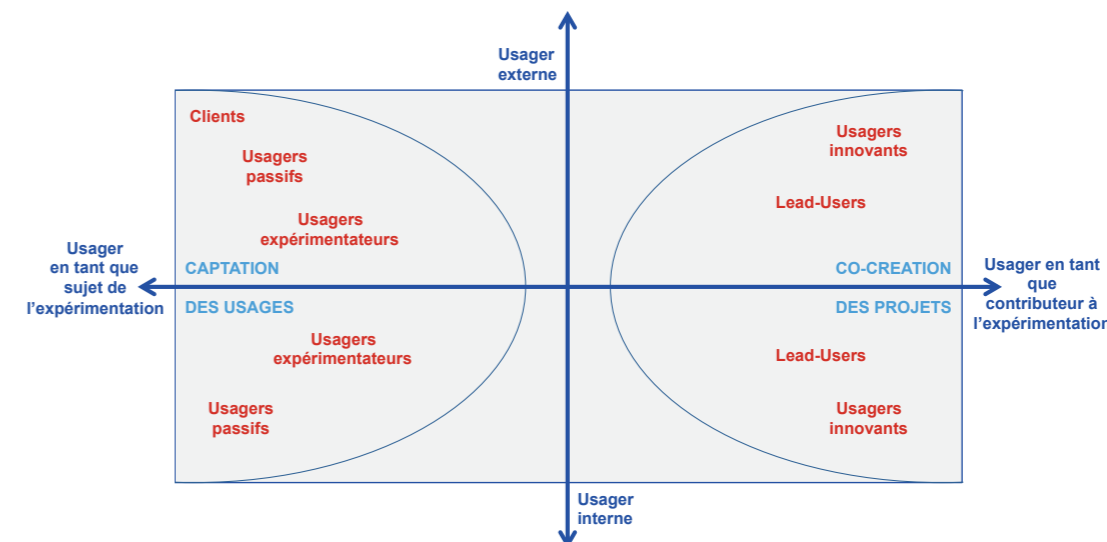 Usager
externe
Clients
Usagers
passifs
Usagers
expérimentateurs
Usagers
innovants
Lead-Users
Usager
en tant que
sujet de
l'expérimentation
CAPTATION
DES USAGES
CO-CREATION
DES PROJETS
Usager en tant
que
contributeur à
l'expérimentation
Usagers
expérimentateurs
Usagers
passifs
Lead-Users
Usagers
innovants
Usager
interne